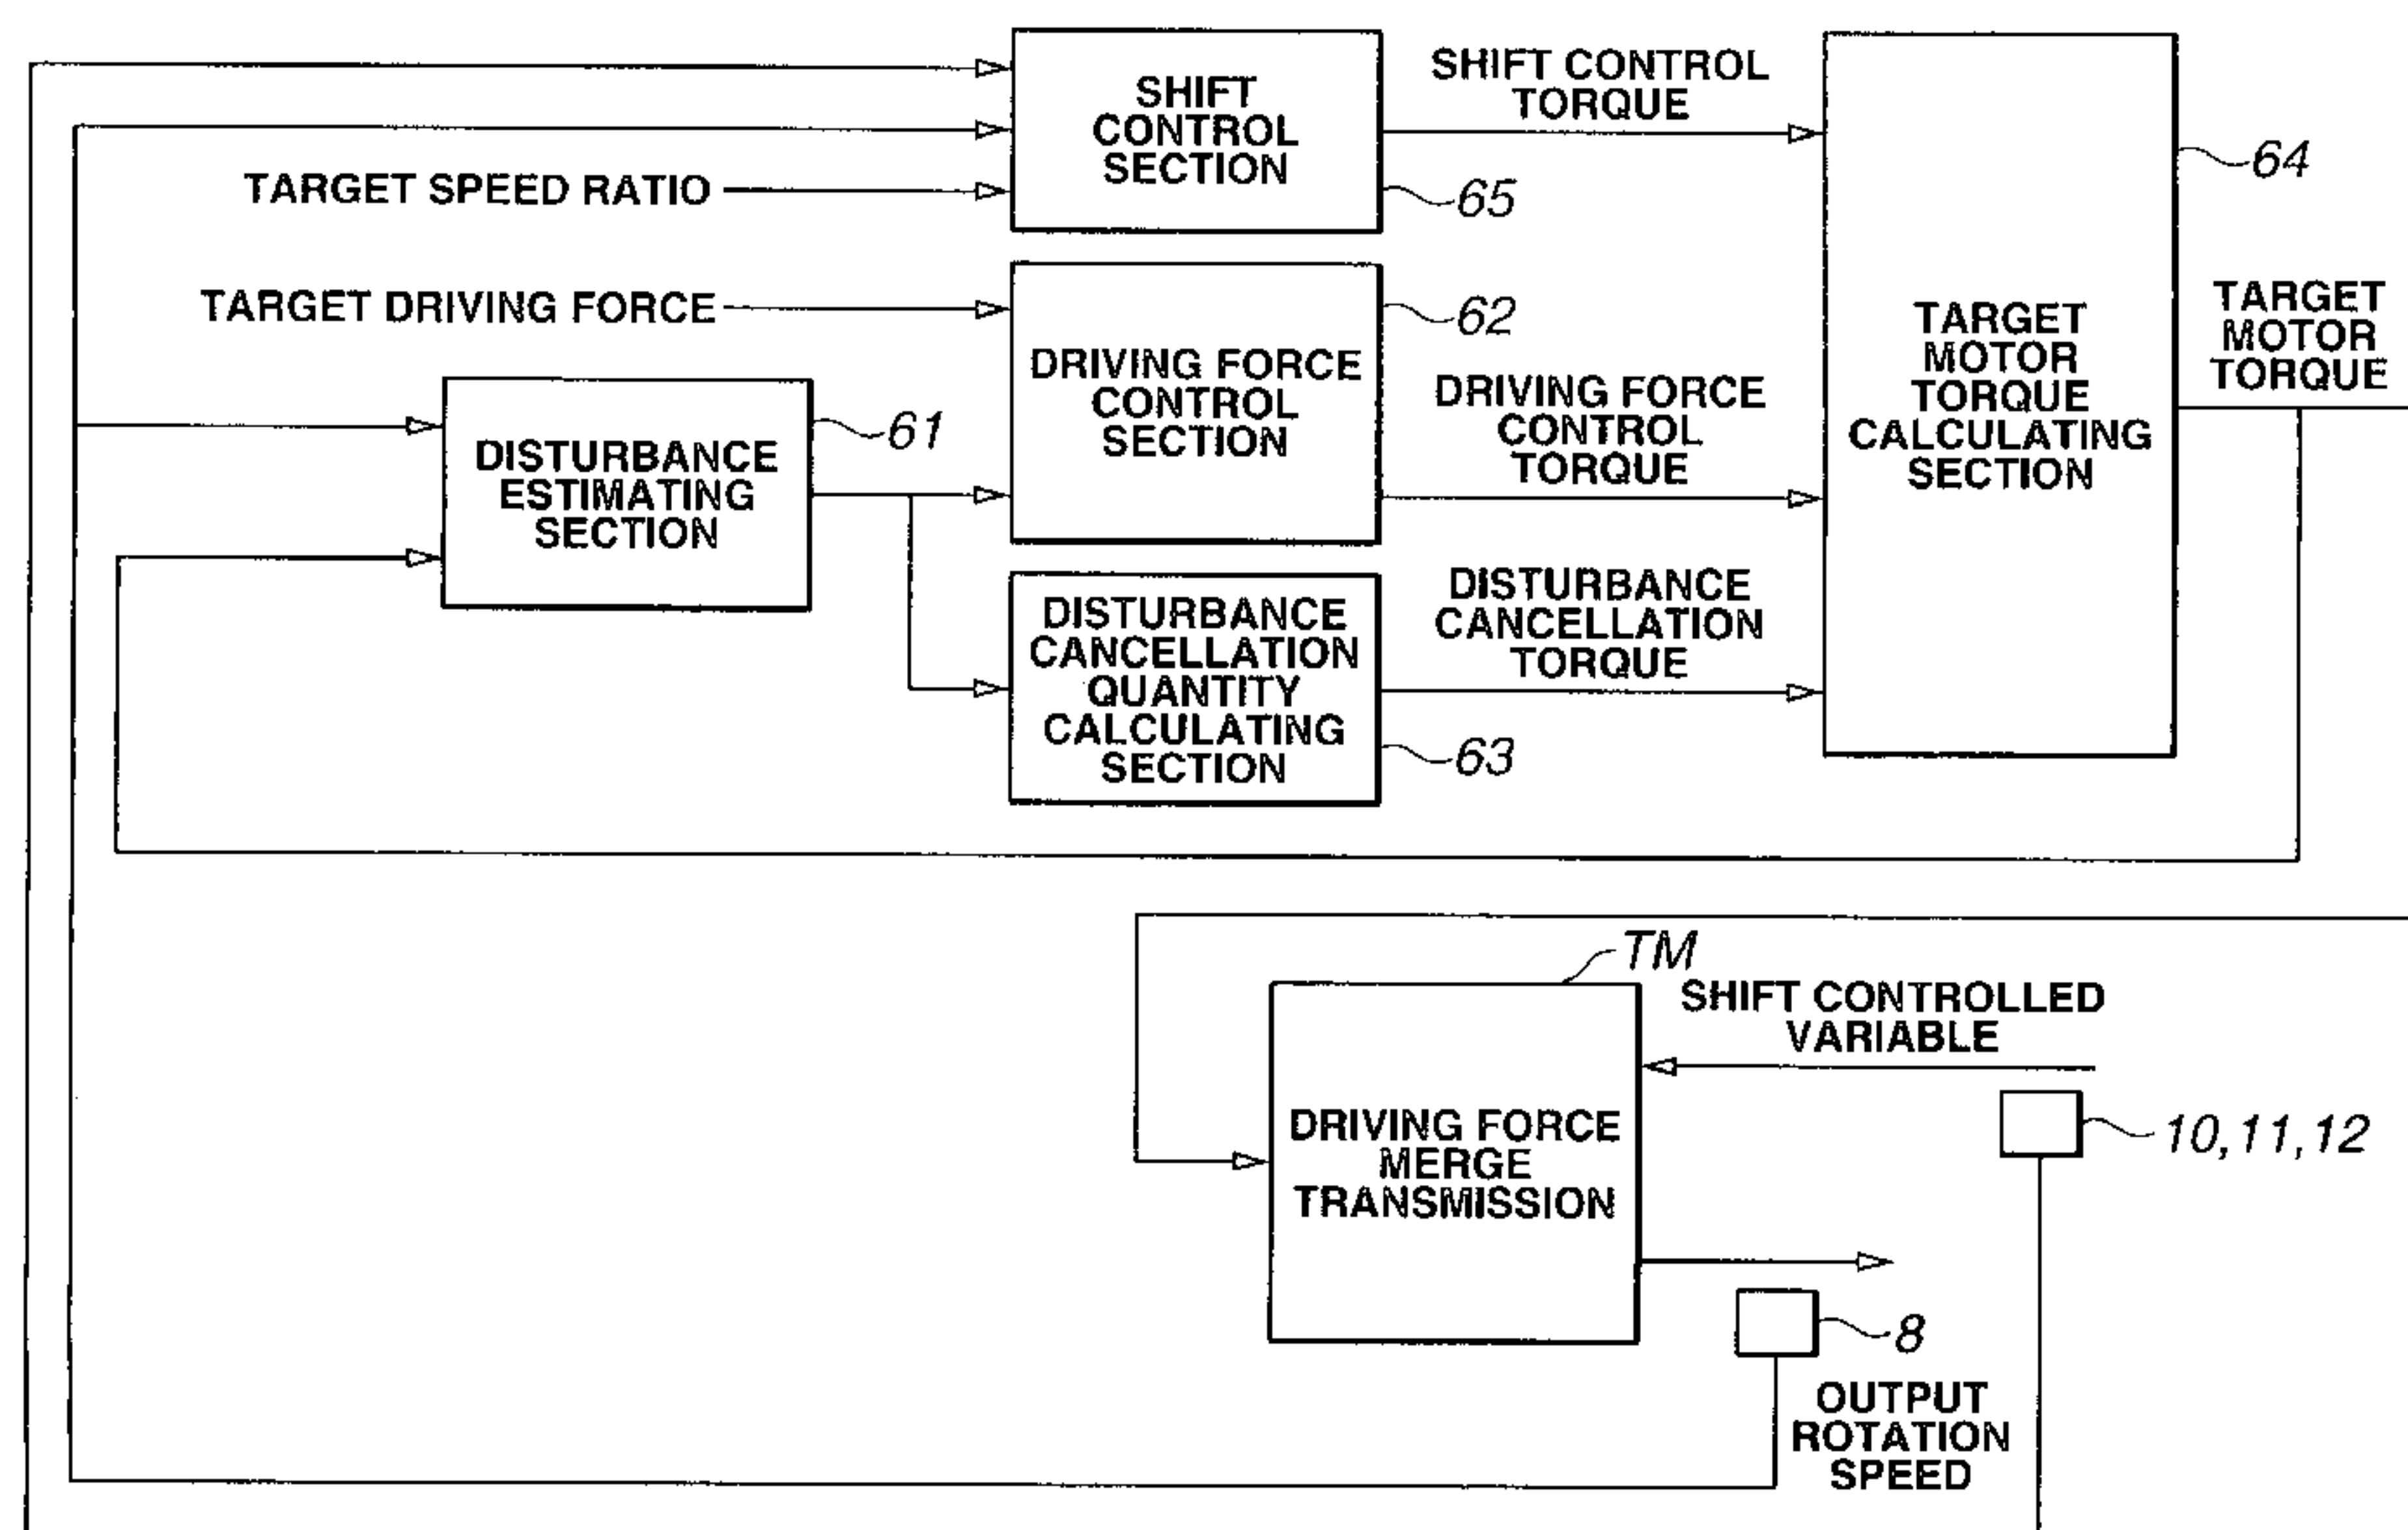 SHIFT
CONTROL
SECTION
65
SHIFT CONTROL
TORQUE
64
TARGET SPEED RATIO
TARGET DRIVING FORCE
DRIVING FORCE
CONTROL
SECTION
62
DRIVING FORCE
CONTROL
TORQUE
TARGET
MOTOR
TORQUE
CALCULATING
SECTION
TARGET
MOTOR
TORQUE
DISTURBANCE
ESTIMATING
SECTION
61
DISTURBANCE
CANCELLATION
QUANTITY
CALCULATING
SECTION
63
DISTURBANCE
CANCELLATION
TORQUE
TM
SHIFT CONTROLLED
VARIABLE
DRIVING FORCE
MERGE
TRANSMISSION
10,11,12
8
OUTPUT
ROTATION
SPEED